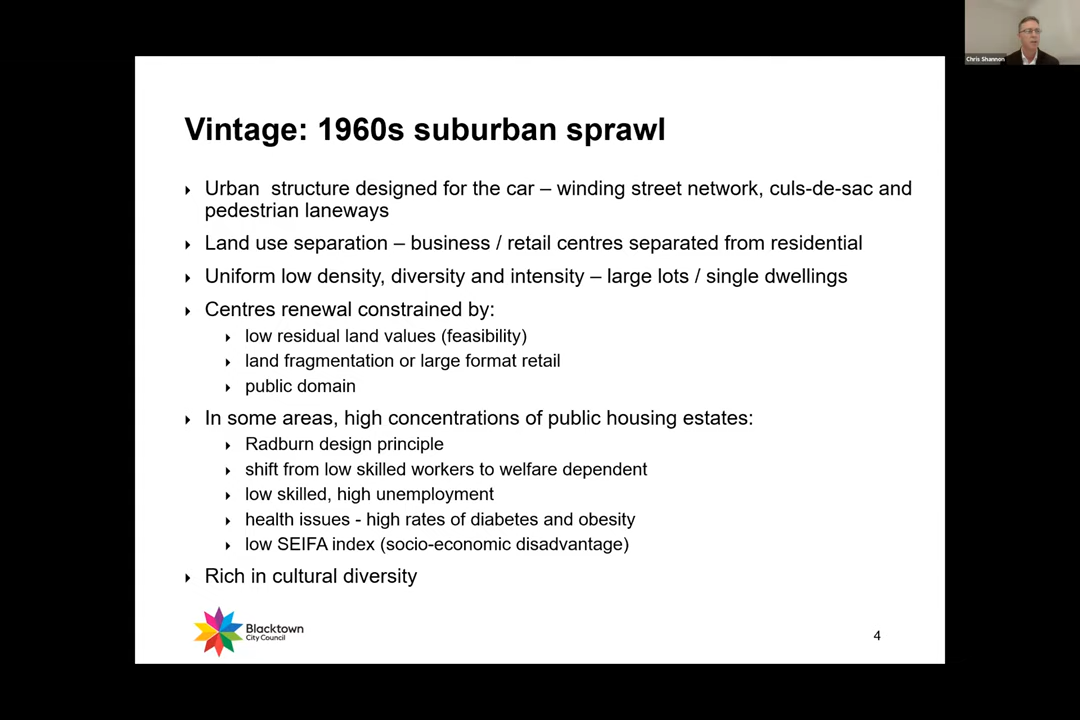 Chris Shannon
Vintage: 1960s suburban sprawl
Urban structure designed for the car – winding street network, culs-de-sac and
pedestrian laneways
Land use separation – business / retail centres separated from residential
Uniform low density, diversity and intensity – large lots / single dwellings
Centres renewal constrained by:
low residual land values (feasibility)
land fragmentation or large format retail
public domain
In some areas, high concentrations of public housing estates:
Radburn design principle
shift from low skilled workers to welfare dependent
low skilled, high unemployment
health issues - high rates of diabetes and obesity
low SEIFA index (socio-economic disadvantage)
Rich in cultural diversity
Blacktown
City Council
4